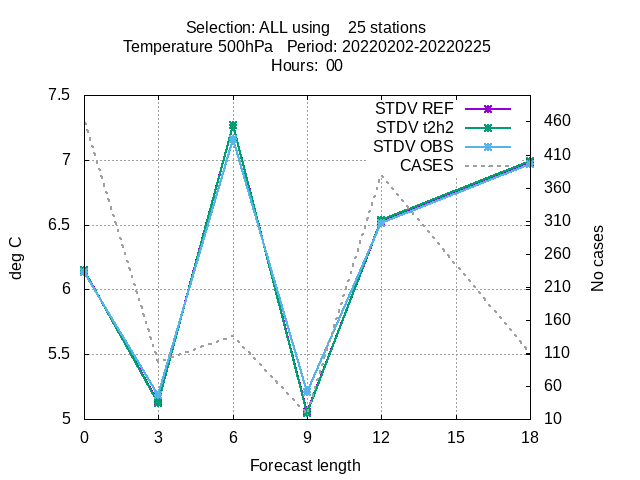 Selection: ALL using    25 stations
Temperature 500hPa   Period: 20220202-20220225
Hours:  00
7.5
7
6.5
6
5.5
5
deg C
STDV REF
STDV t2h2
STDV OBS
CASES
460
410
360
310
260
210
160
110
60
10
No cases
0 3 6 9 12 15 18
Forecast length